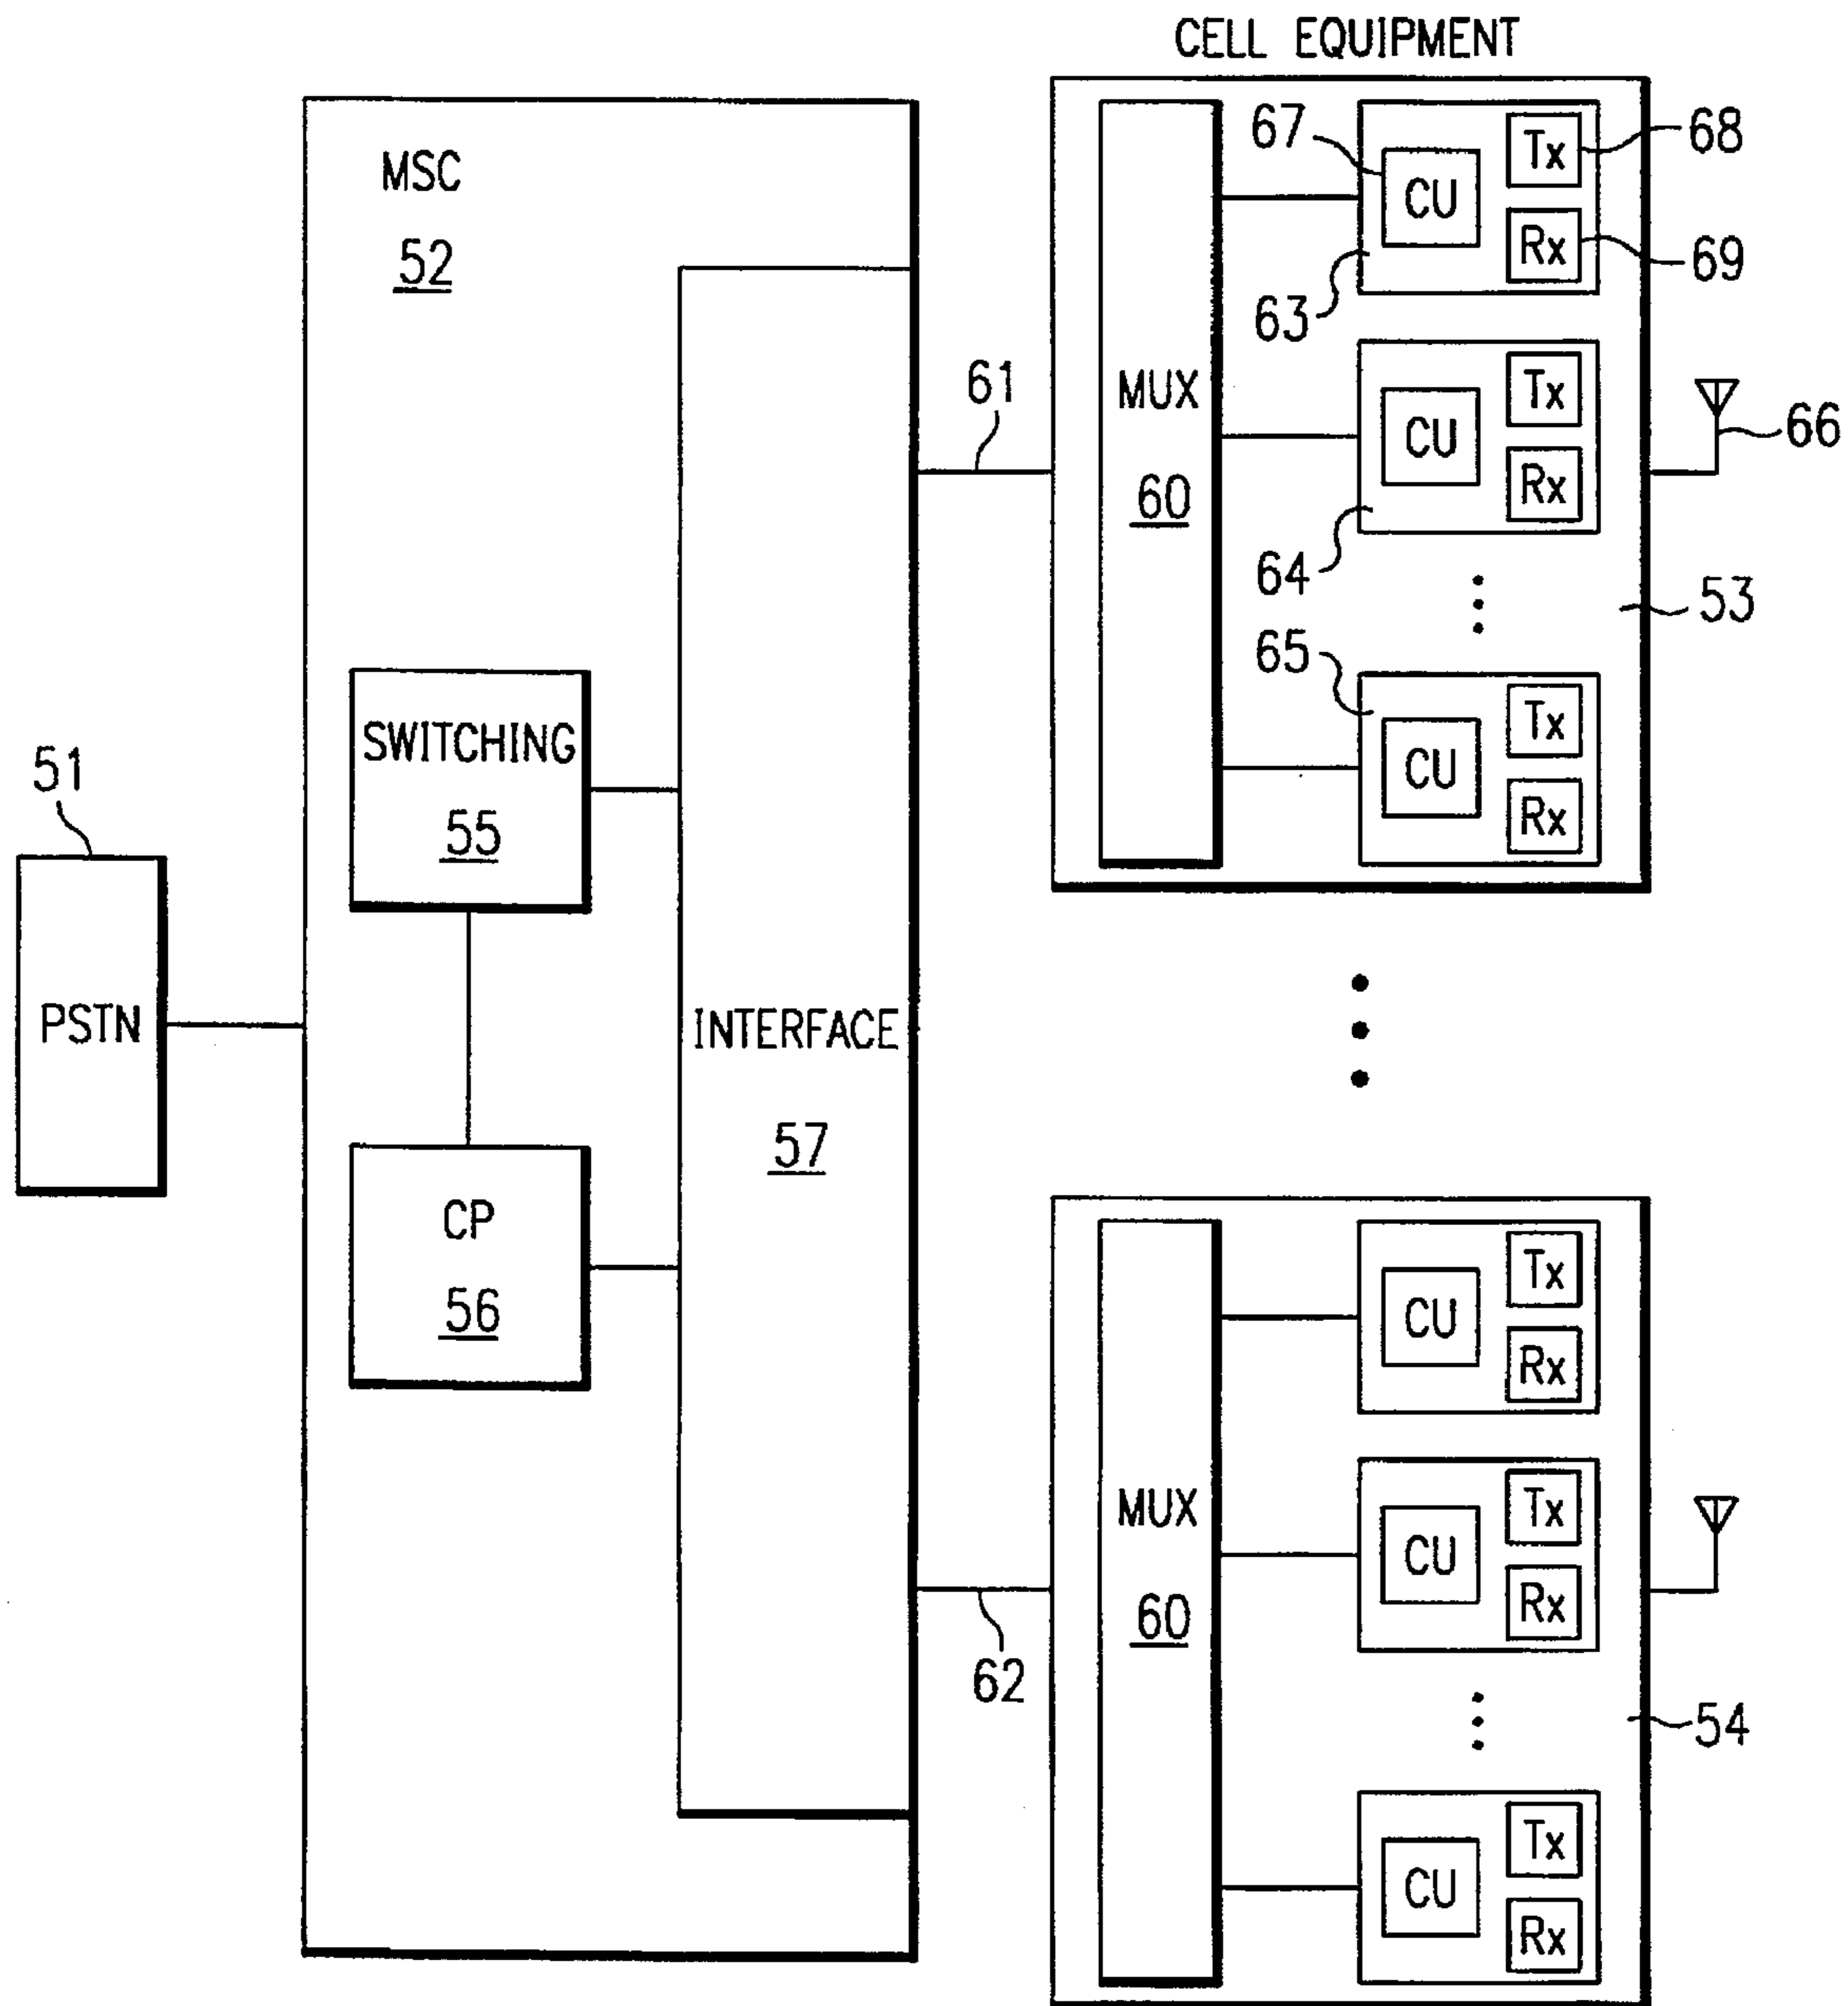 CELL EQUIPMENT
MSC
52
51
PSTN
SWITCHING
55
CP
56
INTERFACE
57
61
62
MUX
60
67
CU
Tx
68
Rx
69
63
CU
Tx
Rx
64
66
53
65
CU
Tx
Rx
MUX
60
CU
Tx
Rx
CU
Tx
Rx
54
CU
Tx
Rx